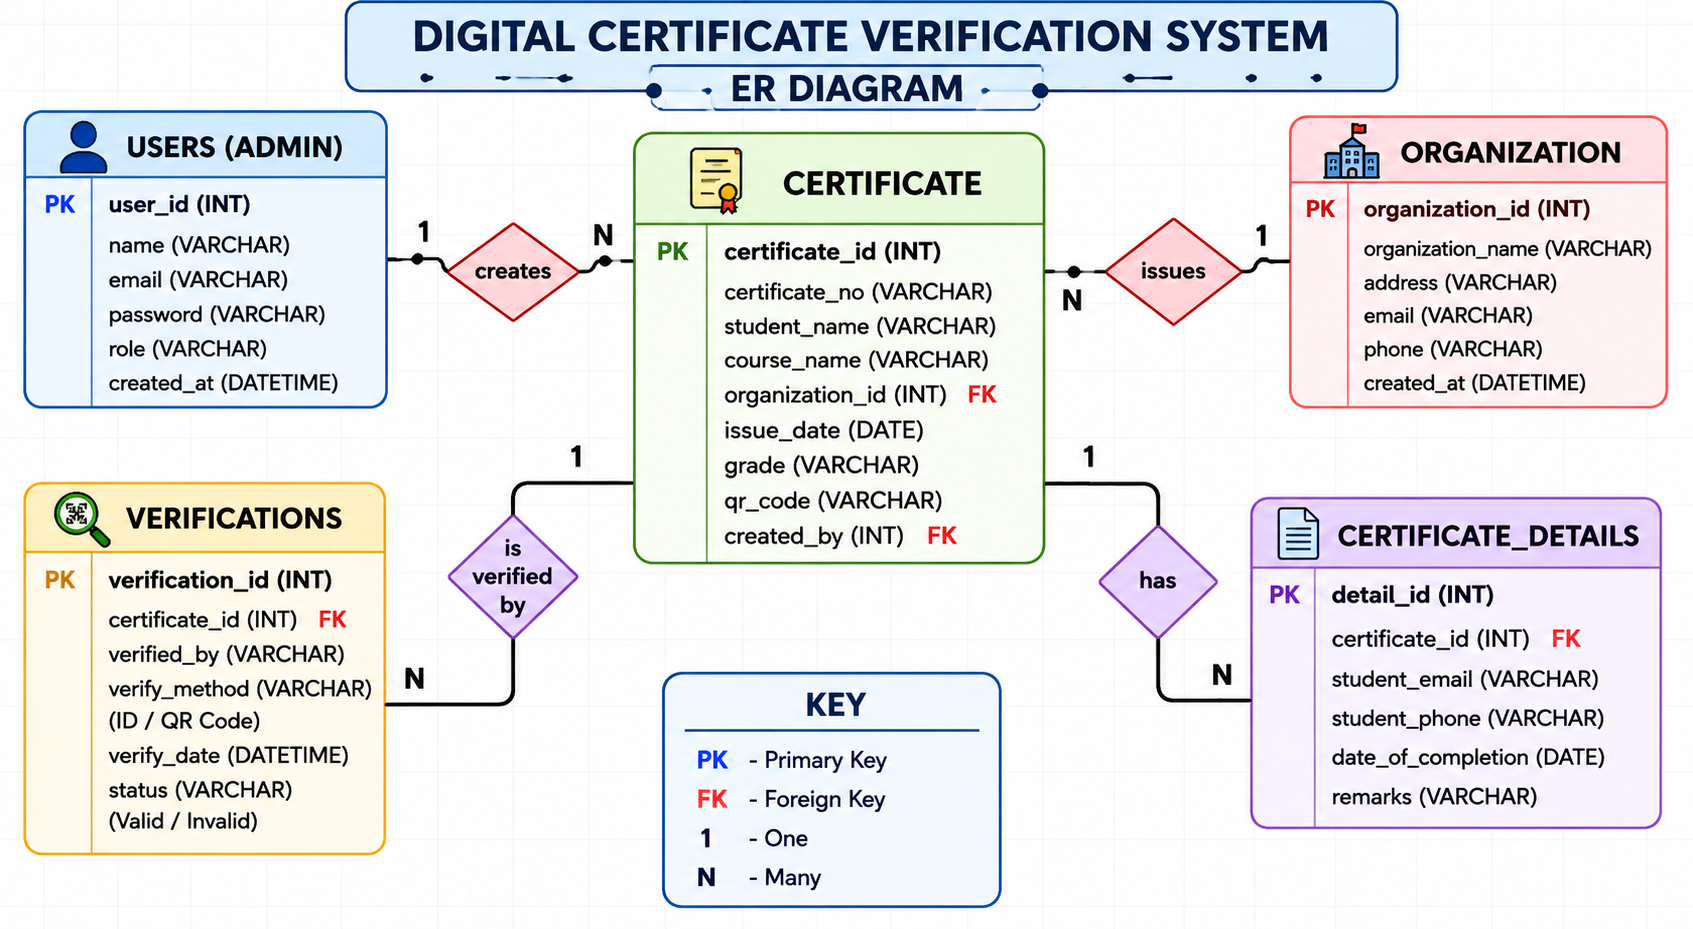 DIGITAL CERTIFICATE VERIFICATION SYSTEM
ER DIAGRAM
USERS (ADMIN)
PK user_id (INT)
name (VARCHAR)
email (VARCHAR)
password (VARCHAR)
role (VARCHAR)
created_at (DATETIME)
1
creates
N
CERTIFICATE
PK certificate_id (INT)
certificate_no (VARCHAR)
student_name (VARCHAR)
course_name (VARCHAR)
organization_id (INT) FK
issue_date (DATE)
grade (VARCHAR)
qr_code (VARCHAR)
created_by (INT) FK
N
issues
1
ORGANIZATION
PK organization_id (INT)
organization_name (VARCHAR)
address (VARCHAR)
email (VARCHAR)
phone (VARCHAR)
created_at (DATETIME)
VERIFICATIONS
PK verification_id (INT)
certificate_id (INT) FK
verified_by (VARCHAR)
verify_method (VARCHAR)
(ID / QR Code)
verify_date (DATETIME)
status (VARCHAR)
(Valid / Invalid)
1
is
verified
by
N
1
has
N
CERTIFICATE_DETAILS
PK detail_id (INT)
certificate_id (INT) FK
student_email (VARCHAR)
student_phone (VARCHAR)
date_of_completion (DATE)
remarks (VARCHAR)
KEY
PK - Primary Key
FK - Foreign Key
1 - One
N - Many